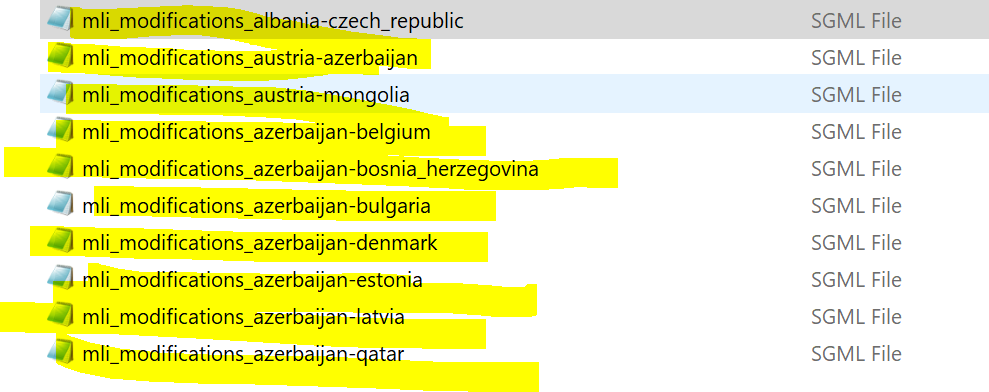 mli_modifications_albania-czech_republic SGML File
mli_modifications_austria-azerbaijan SGML File
mli_modifications_austria-mongolia SGML File
mli_modifications_azerbaijan-belgium SGML File
mli_modifications_azerbaijan-bosnia_herzegovina SGML File
mli_modifications_azerbaijan-bulgaria SGML File
mli_modifications_azerbaijan-denmark SGML File
mli_modifications_azerbaijan-estonia SGML File
mli_modifications_azerbaijan-latvia SGML File
mli_modifications_azerbaijan-qatar SGML File